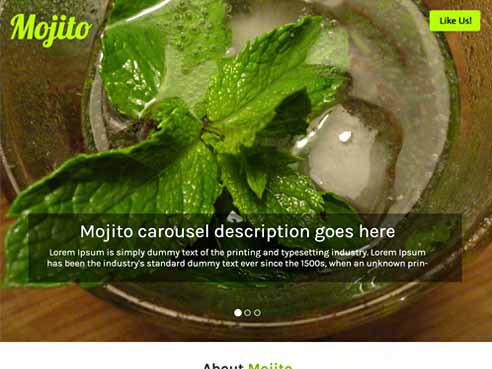 Mojito
Like Us!
Mojito carousel description goes here
Lorem Ipsum is simply dummy text of the printing and typesetting industry. Lorem Ipsum
has been the industry's standard dummy text ever since the 1500s, when an unknown prin-
About Mojito